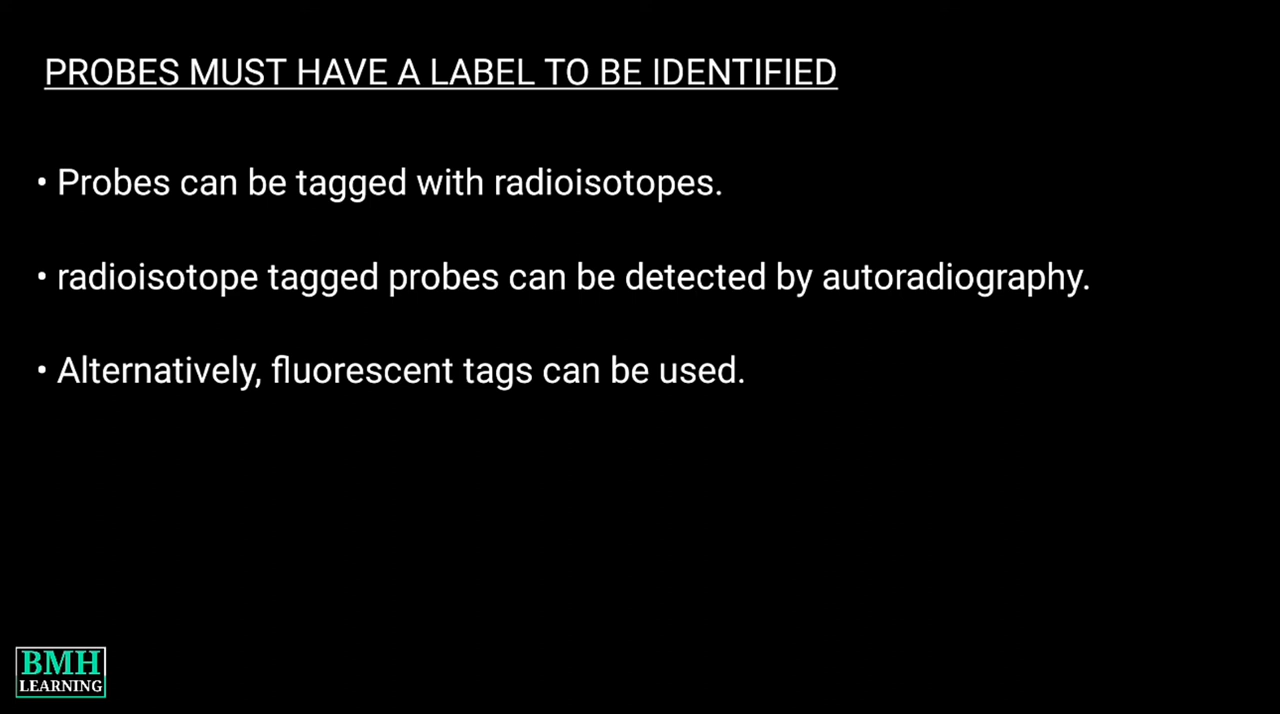 PROBES MUST HAVE A LABEL TO BE IDENTIFIED
• Probes can be tagged with radioisotopes.
• radioisotope tagged probes can be detected by autoradiography.
• Alternatively, fluorescent tags can be used.
BMH
LEARNING